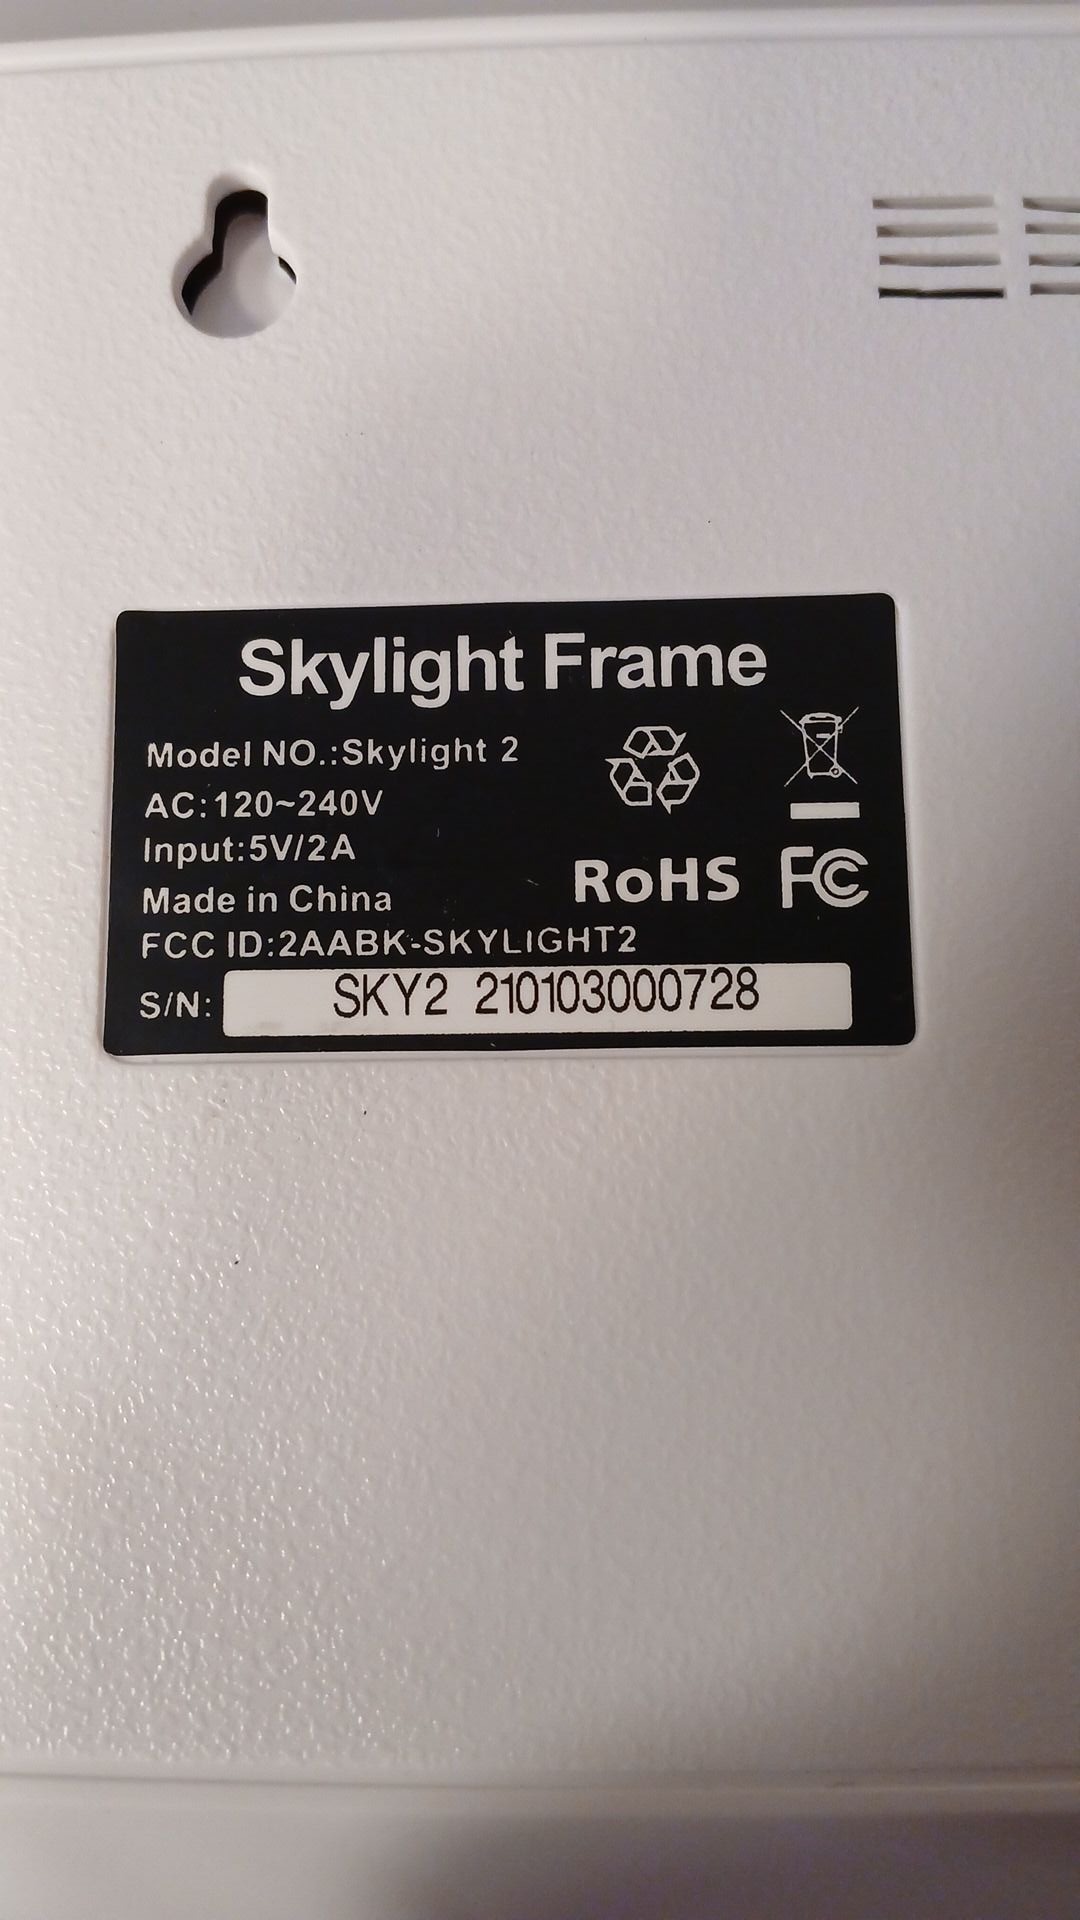 Skylight Frame
Model NO.:Skylight 2
AC:120~240V
Input:5V/2A
Made in China
RoHS FC
FCC ID:2AABK-SKYLIGHT2
S/N: SKY2 210103000728